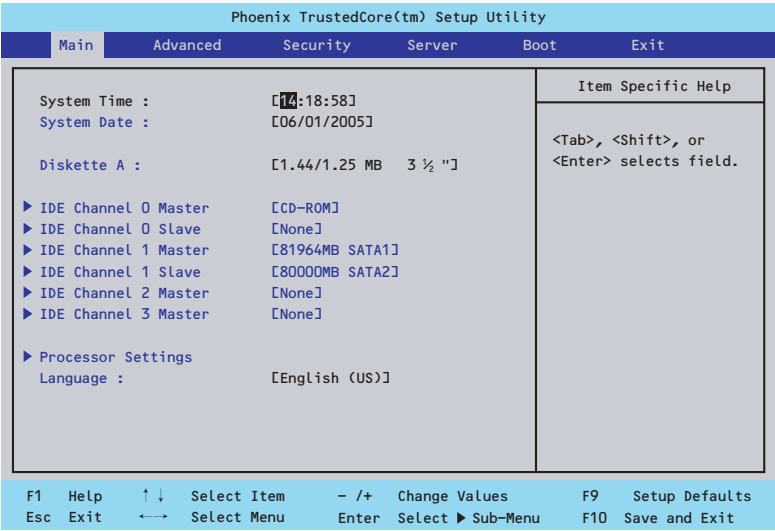 Phoenix TrustedCore(tm) Setup Utility
Main Advanced Security Server Boot Exit
Item Specific Help
System Time : [14:18:58]
System Date : [06/01/2005]
<Tab>, <Shift>, or
<Enter> selects field.
Diskette A : [1.44/1.25 MB 3 ½ "]
▶ IDE Channel 0 Master [CD-ROM]
▶ IDE Channel 0 Slave [None]
▶ IDE Channel 1 Master [81964MB SATA1]
▶ IDE Channel 1 Slave [80000MB SATA2]
▶ IDE Channel 2 Master [None]
▶ IDE Channel 3 Master [None]
▶ Processor Settings
Language : [English (US)]
F1 Help ↑↓ Select Item - /+ Change Values F9 Setup Defaults
Esc Exit ←→ Select Menu Enter Select ▶ Sub-Menu F10 Save and Exit